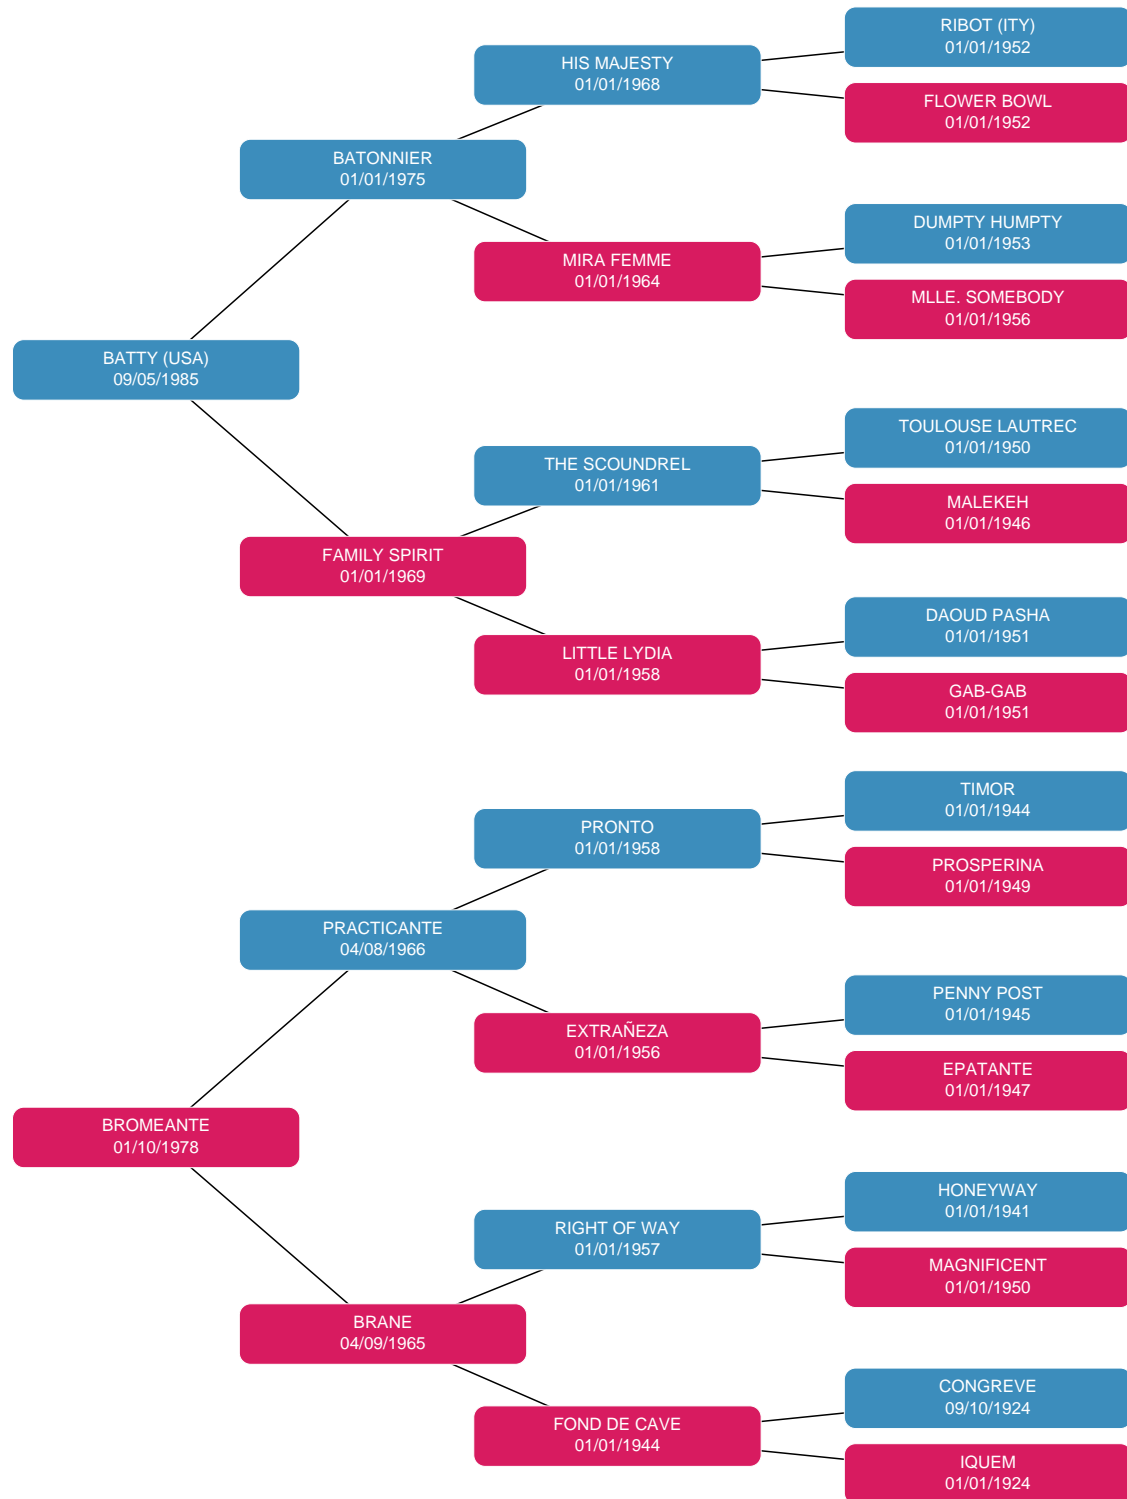 RIBOT (ITY)
01/01/1952
HIS MAJESTY
01/01/1968
FLOWER BOWL
01/01/1952
BATONNIER
01/01/1975
DUMPTY HUMPTY
01/01/1953
MIRA FEMME
01/01/1964
MLLE. SOMEBODY
01/01/1956
BATTY (USA)
09/05/1985
TOULOUSE LAUTREC
01/01/1950
THE SCOUNDREL
01/01/1961
MALEKEH
01/01/1946
FAMILY SPIRIT
01/01/1969
DAOUD PASHA
01/01/1951
LITTLE LYDIA
01/01/1958
GAB-GAB
01/01/1951
TIMOR
01/01/1944
PRONTO
01/01/1958
PROSPERINA
01/01/1949
PRACTICANTE
04/08/1966
PENNY POST
01/01/1945
EXTRAÑEZA
01/01/1956
EPATANTE
01/01/1947
BROMEANTE
01/10/1978
HONEYWAY
01/01/1941
RIGHT OF WAY
01/01/1957
MAGNIFICENT
01/01/1950
BRANE
04/09/1965
CONGREVE
09/10/1924
FOND DE CAVE
01/01/1944
IQUEM
01/01/1924